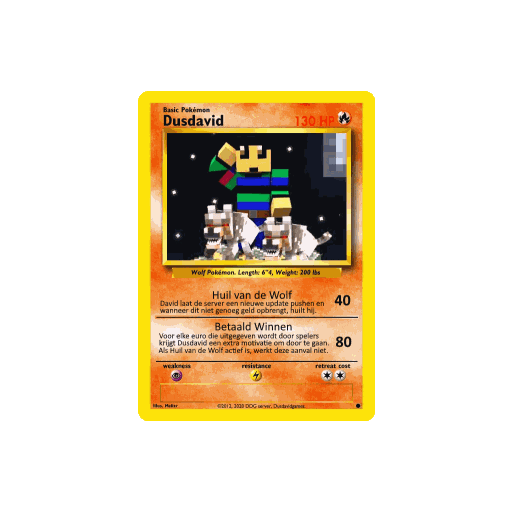 Basic Pokémon
Dusdavid
130 HP
Wolf Pokémon. Length: 6"4, Weight: 200 lbs
Huil van de Wolf
David laat de server een nieuwe update pushen en
wanneer dit niet genoeg geld opbrengt, huilt hij.
40
Betaald Winnen
Voor elke euro die uitgegeven wordt door spelers
krijgt Dusdavid een extra motivatie om door te gaan.
Als Huil van de Wolf actief is, werkt deze aanval niet.
80
weakness
resistance
retreat cost
©2012, 2020 DDG server, Dusdavidgames